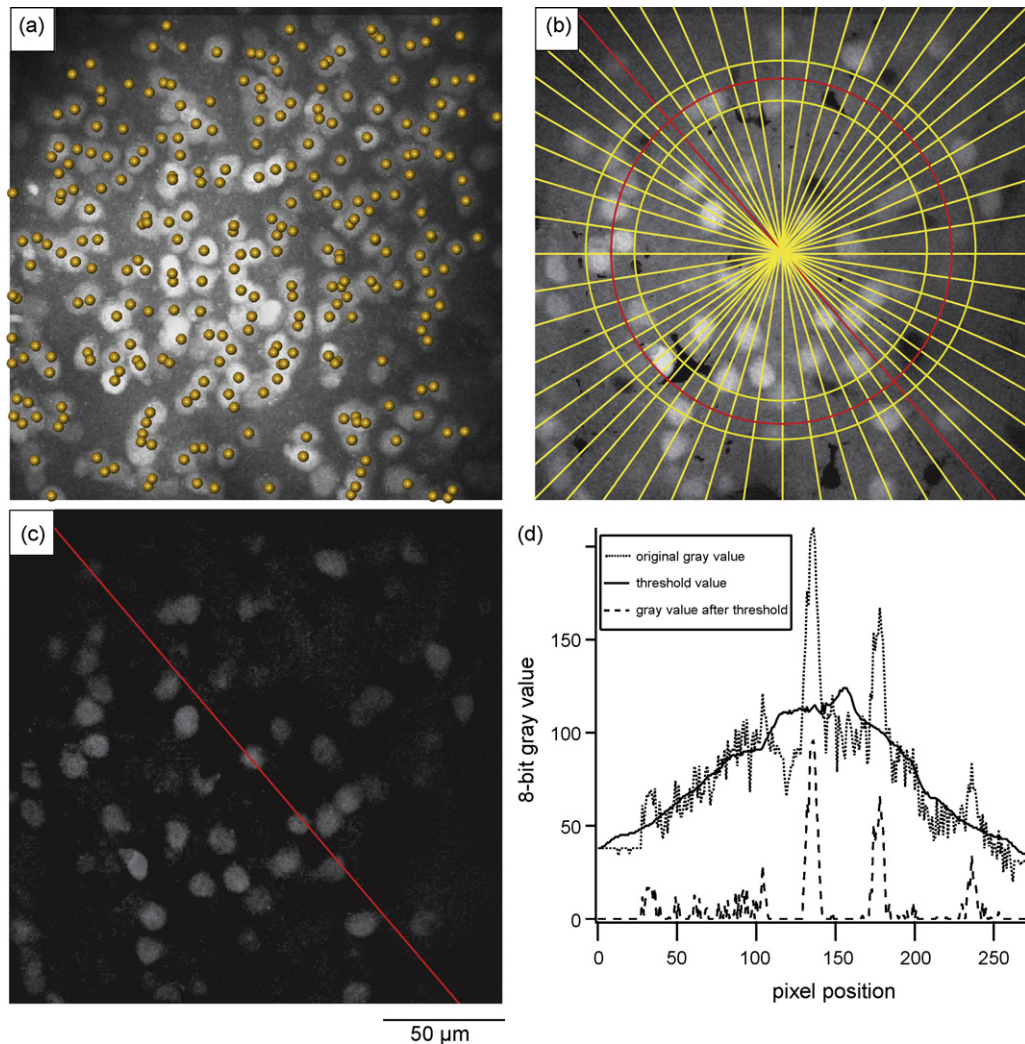 (a)
(b)
(c)
50 μm
(d)
original gray value
threshold value
gray value after threshold
8-bit gray value
150
100
50
0
0 50 100 150 200 250
pixel position